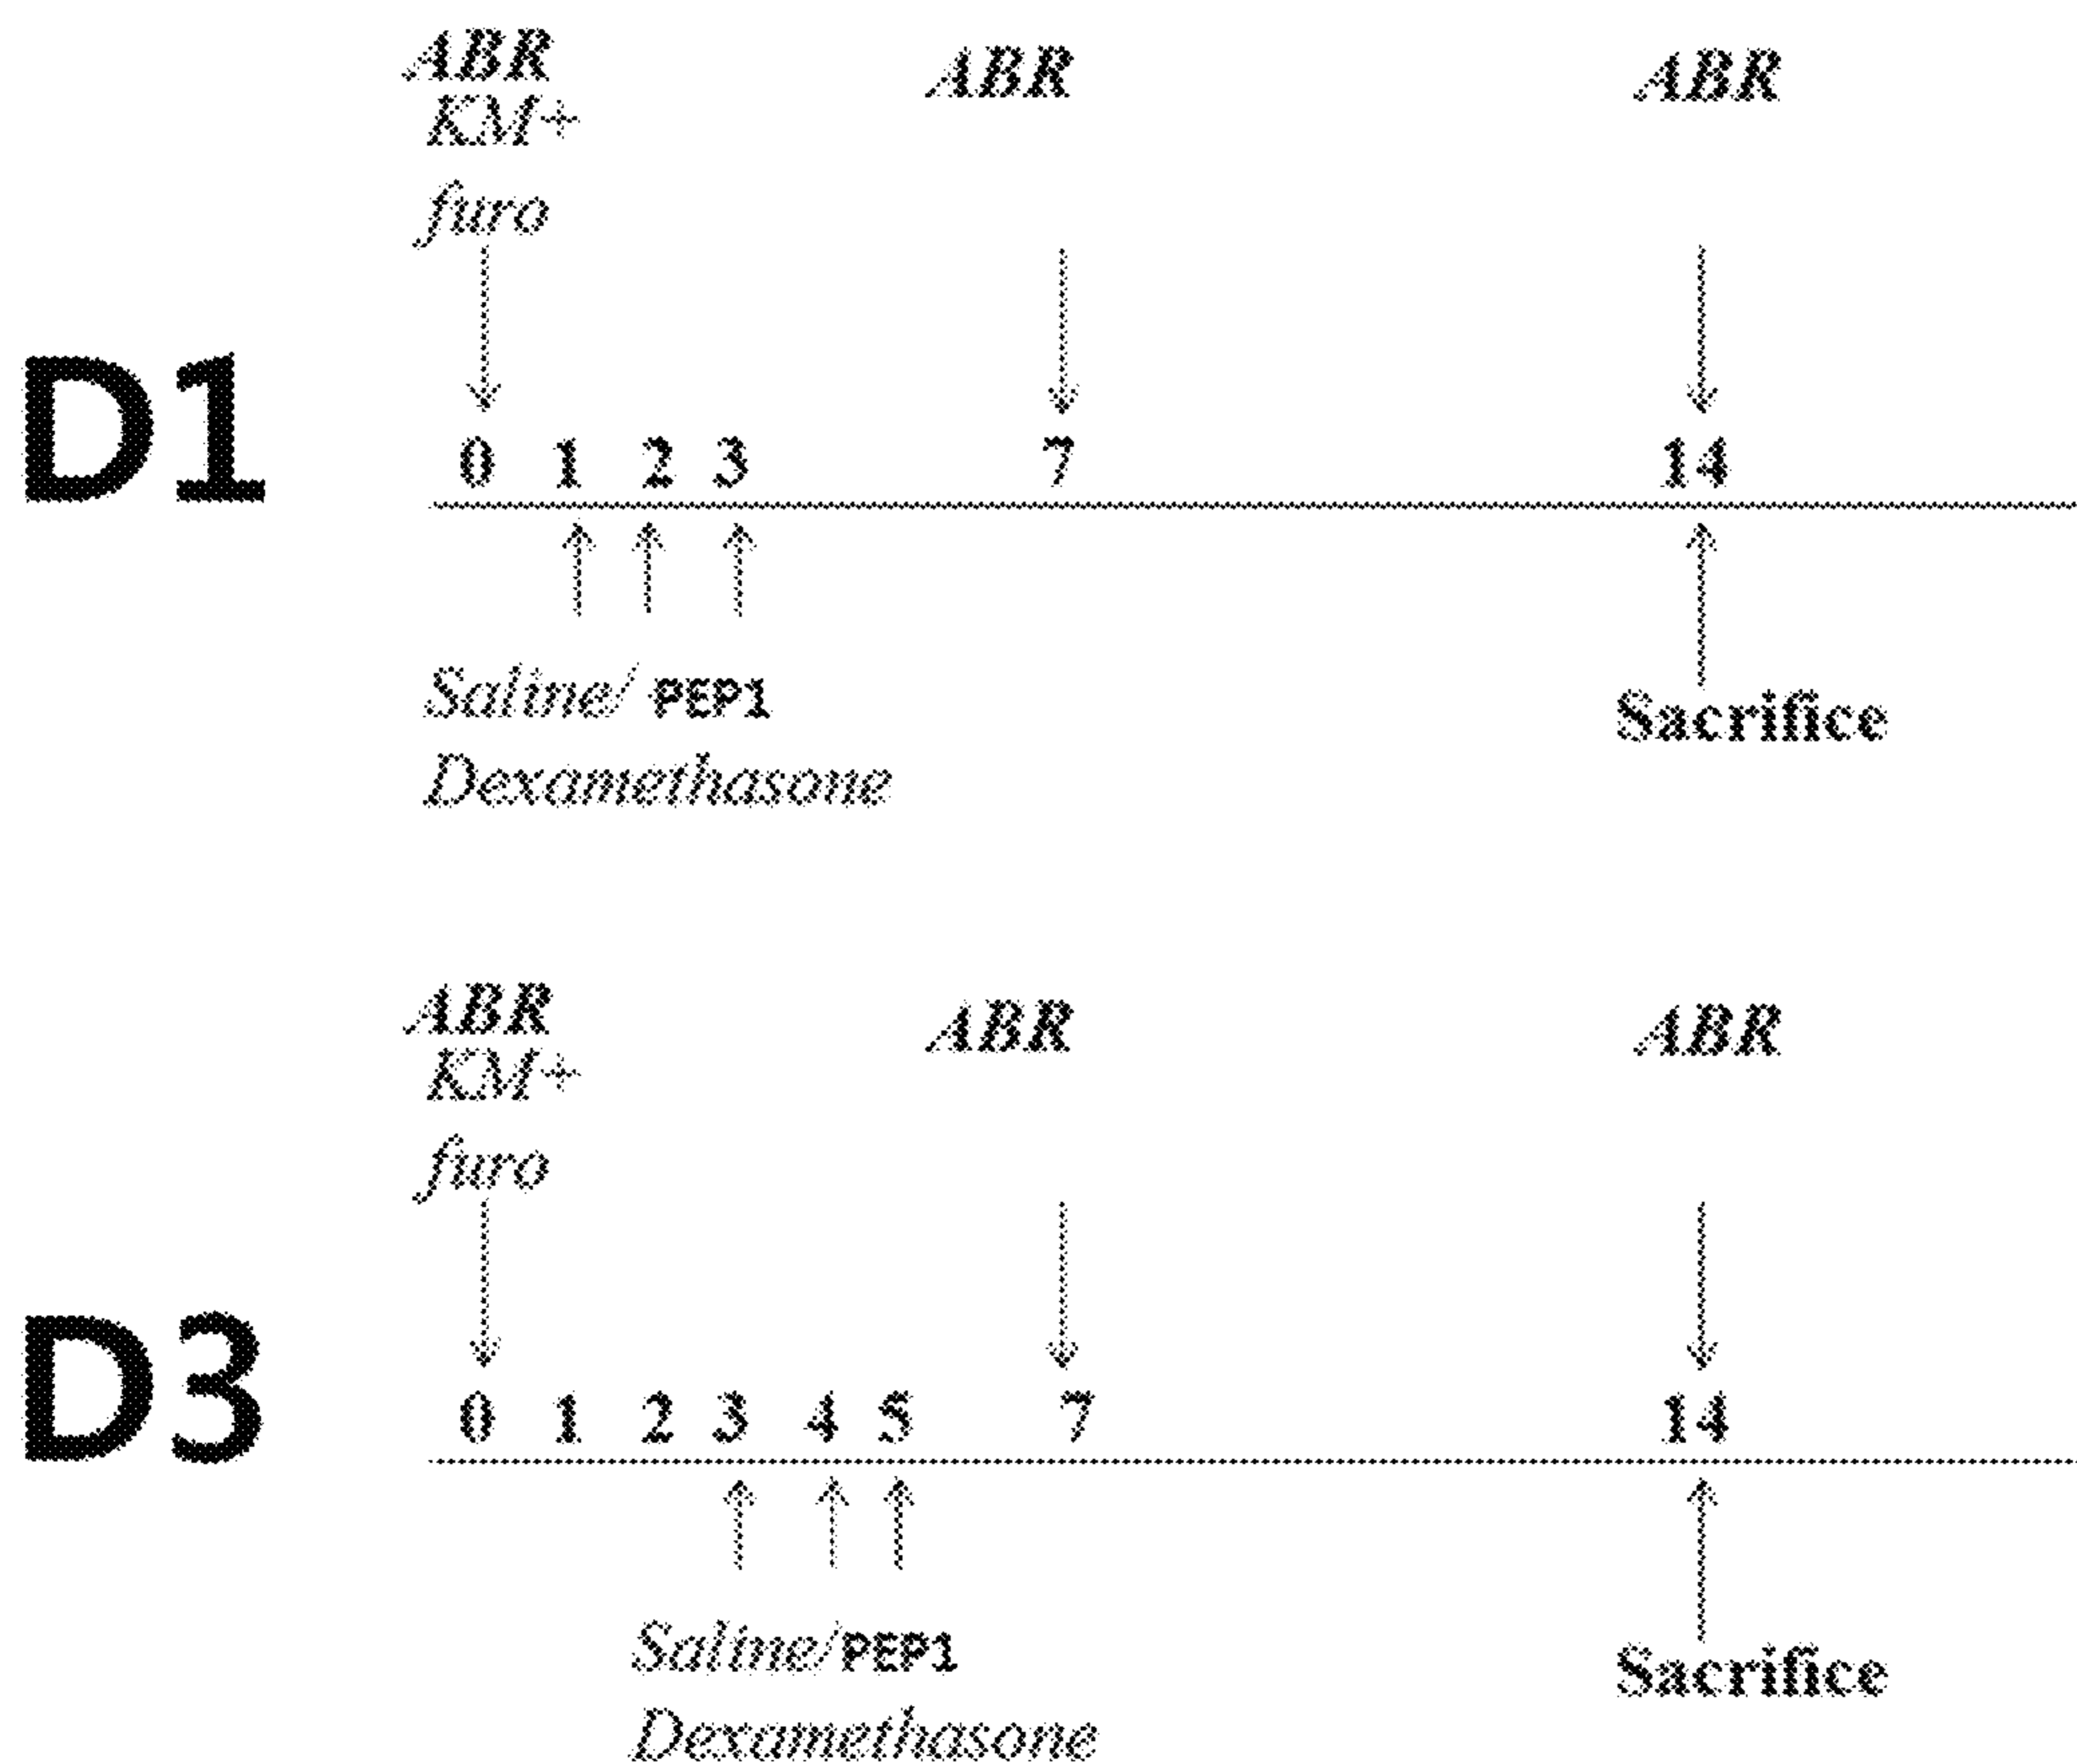 ABR ABR ABR
KM+
furo
D1
0 1 2 3 7 14
Saline/ PEP1
Dexamethasone
Sacrifice
ABR ABR ABR
KM+
furo
D3
0 1 2 3 4 5 7 14
Saline/PEP1
Dexamethasone
Sacrifice